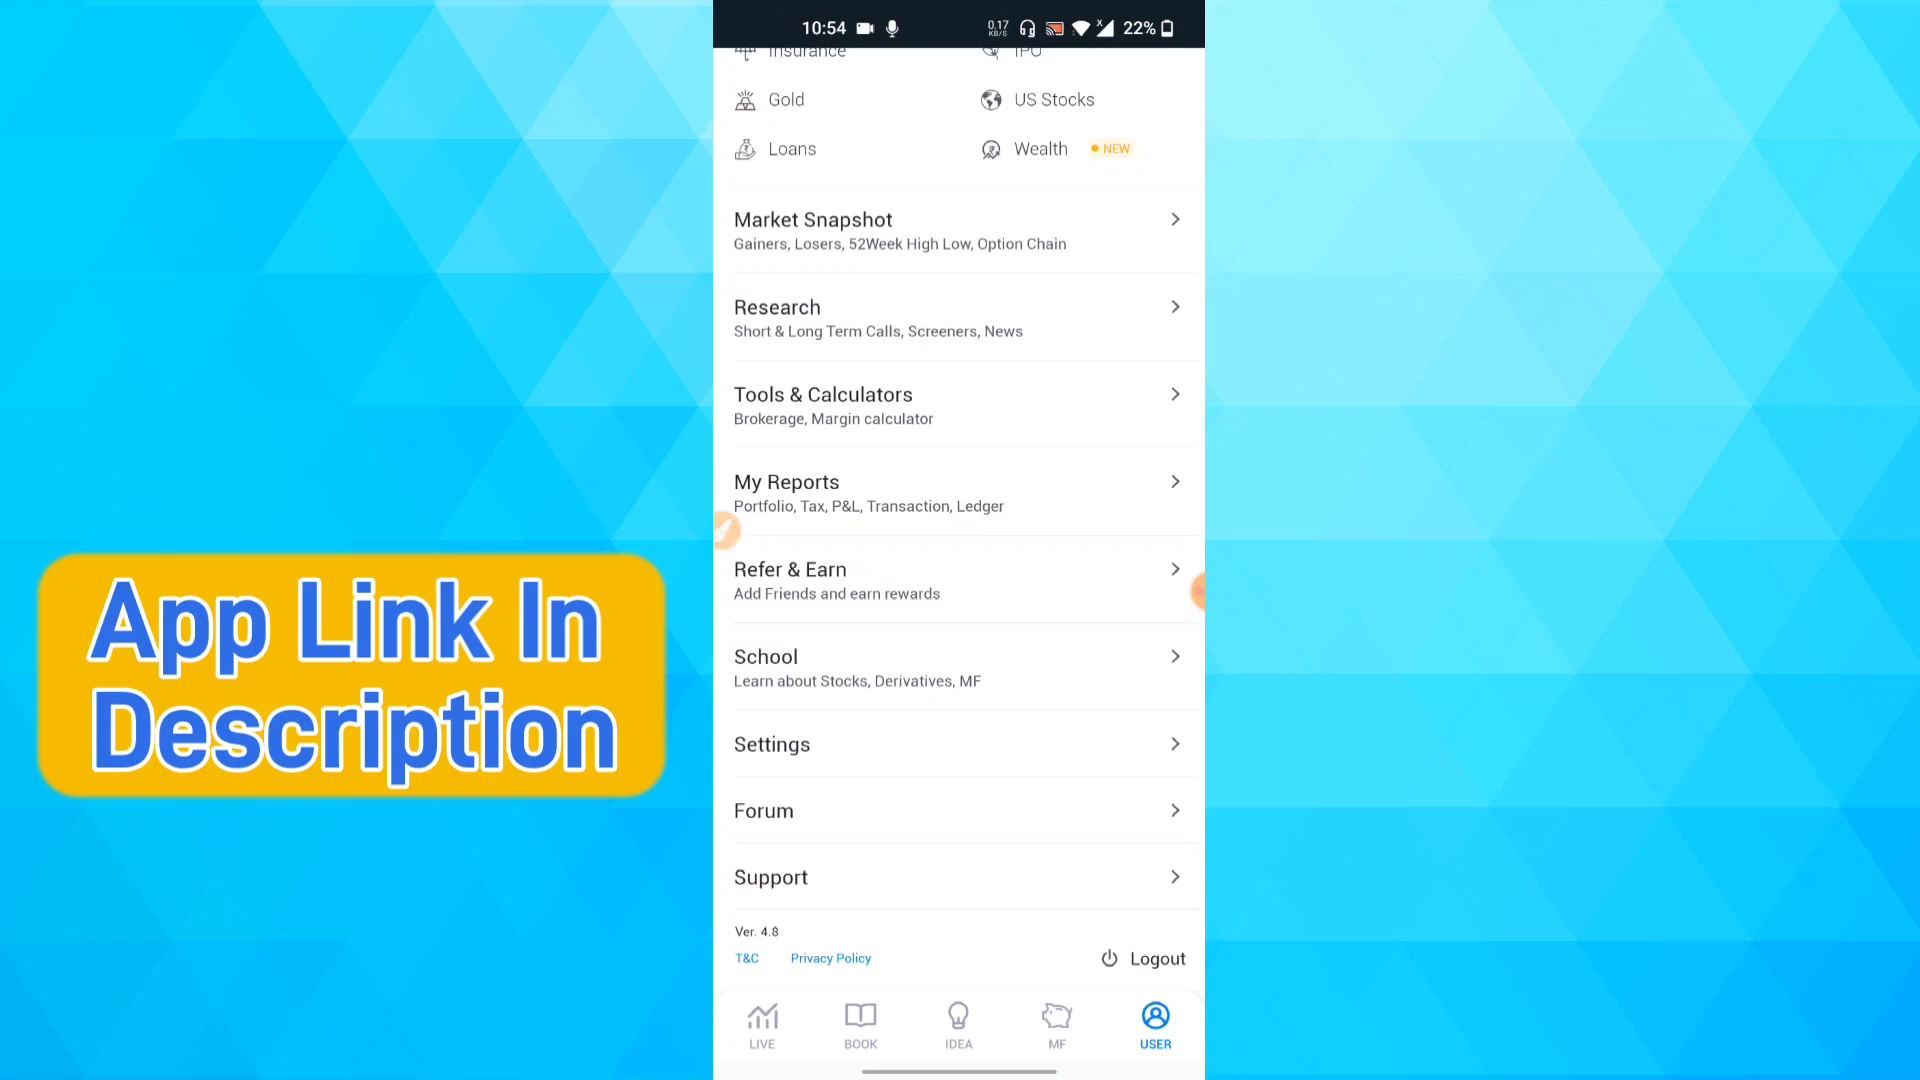 10:54
0.17
KB/S
22%
Insurance
IPO
Gold
US Stocks
Loans
Wealth
NEW
Market Snapshot
Gainers, Losers, 52Week High Low, Option Chain
Research
Short & Long Term Calls, Screeners, News
Tools & Calculators
Brokerage, Margin calculator
My Reports
Portfolio, Tax, P&L, Transaction, Ledger
Refer & Earn
Add Friends and earn rewards
School
Learn about Stocks, Derivatives, MF
Settings
Forum
Support
Ver. 4.8
T&C
Privacy Policy
Logout
LIVE
BOOK
IDEA
MF
USER
App Link In
Description